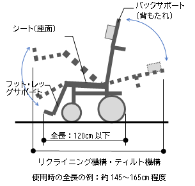 バックサポート
(背もたれ)
シート(座面)
フット・レッ
グサポート
全長：120cm以下
リクライニング機構・ティルト機構
使用時の全長の例：約145～165cm程度